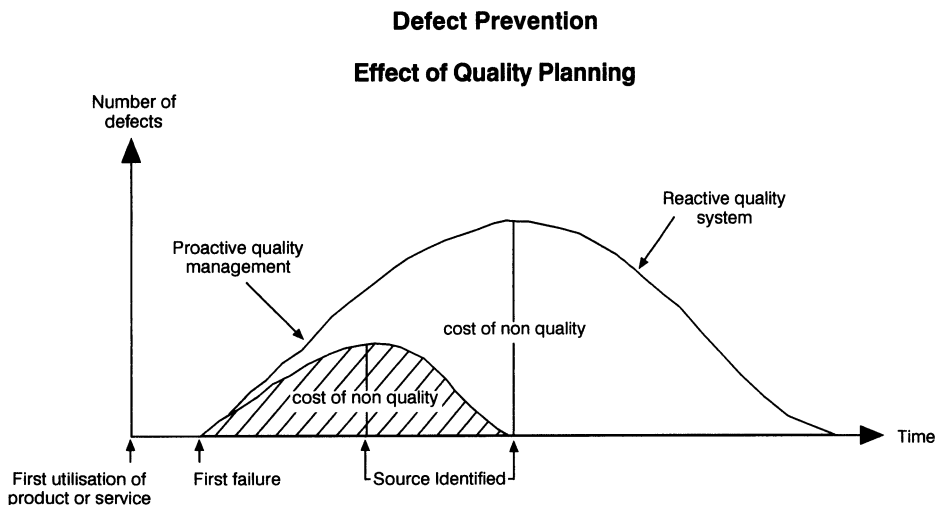 Defect Prevention
Effect of Quality Planning
Number of
defects
Reactive quality
system
Proactive quality
management
cost of non quality
cost of non quality
Time
First utilisation of
product or service
First failure
Source Identified